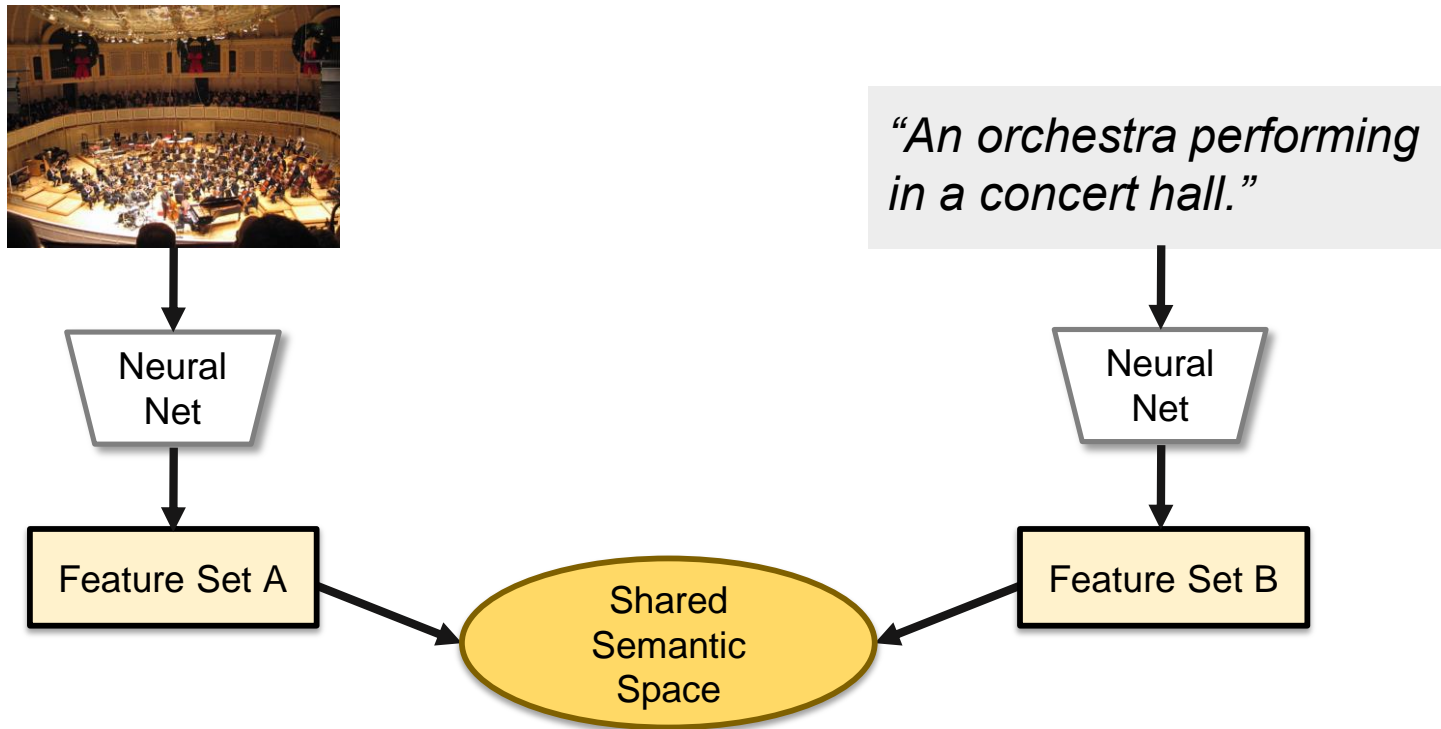 “An orchestra performing
in a concert hall.”
Neural
Net
Neural
Net
Feature Set A
Feature Set B
Shared
Semantic
Space